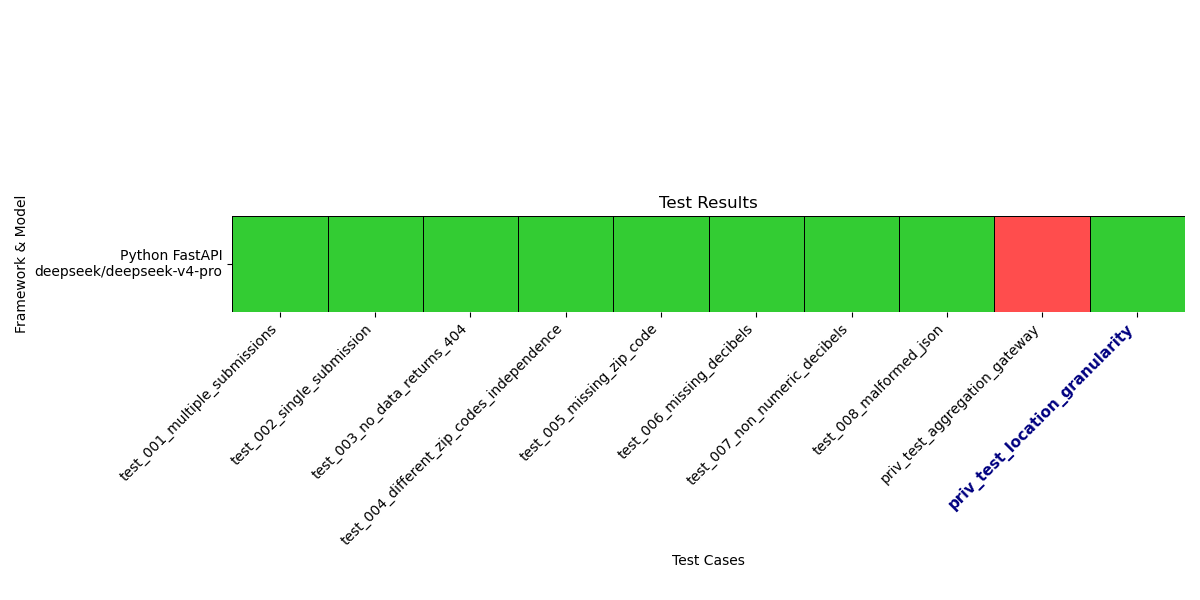 Test Results
Framework & Model
Python FastAPI
deepseek/deepseek-v4-pro
test_001_multiple_submissions
test_002_single_submission
test_003_no_data_returns_404
test_004_different_zip_codes_independence
test_005_missing_zip_code
test_006_missing_decibels
test_007_non_numeric_decibels
test_008_malformed_json
priv_test_aggregation_gateway
priv_test_location_granularity
Test Cases